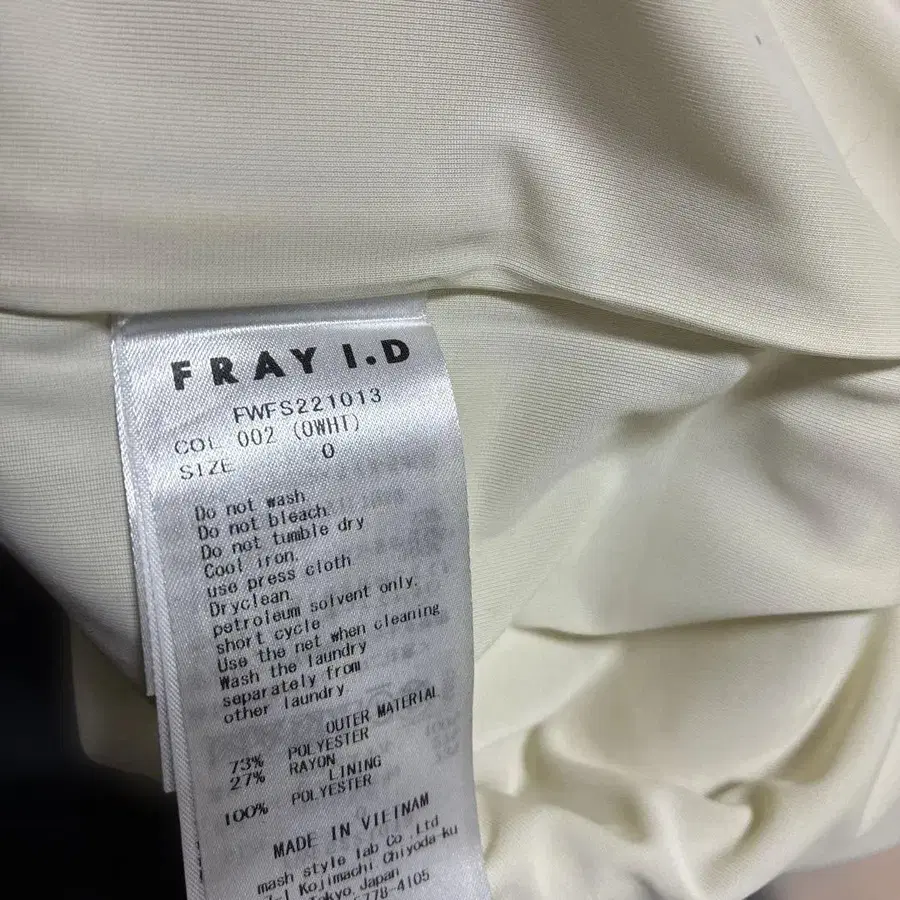 FRAY I.D
FWFS221013
COL 002 (OWHT)
SIZE 0
Do not wash.
Do not bleach.
Do not tumble dry
Cool iron.
use press cloth
Dryclean.
petroleum solvent only.
short cycle
Use the net when cleaning
Wash the laundry
separately from
other laundry.
OUTER MATERIAL
73% POLYESTER
27% RAYON
LINING
100% POLYESTER
MADE IN VIETNAM
mash style lab Co.,Ltd
Kojimachi Chiyoda-ku
Tokyo,Japan
778-4105